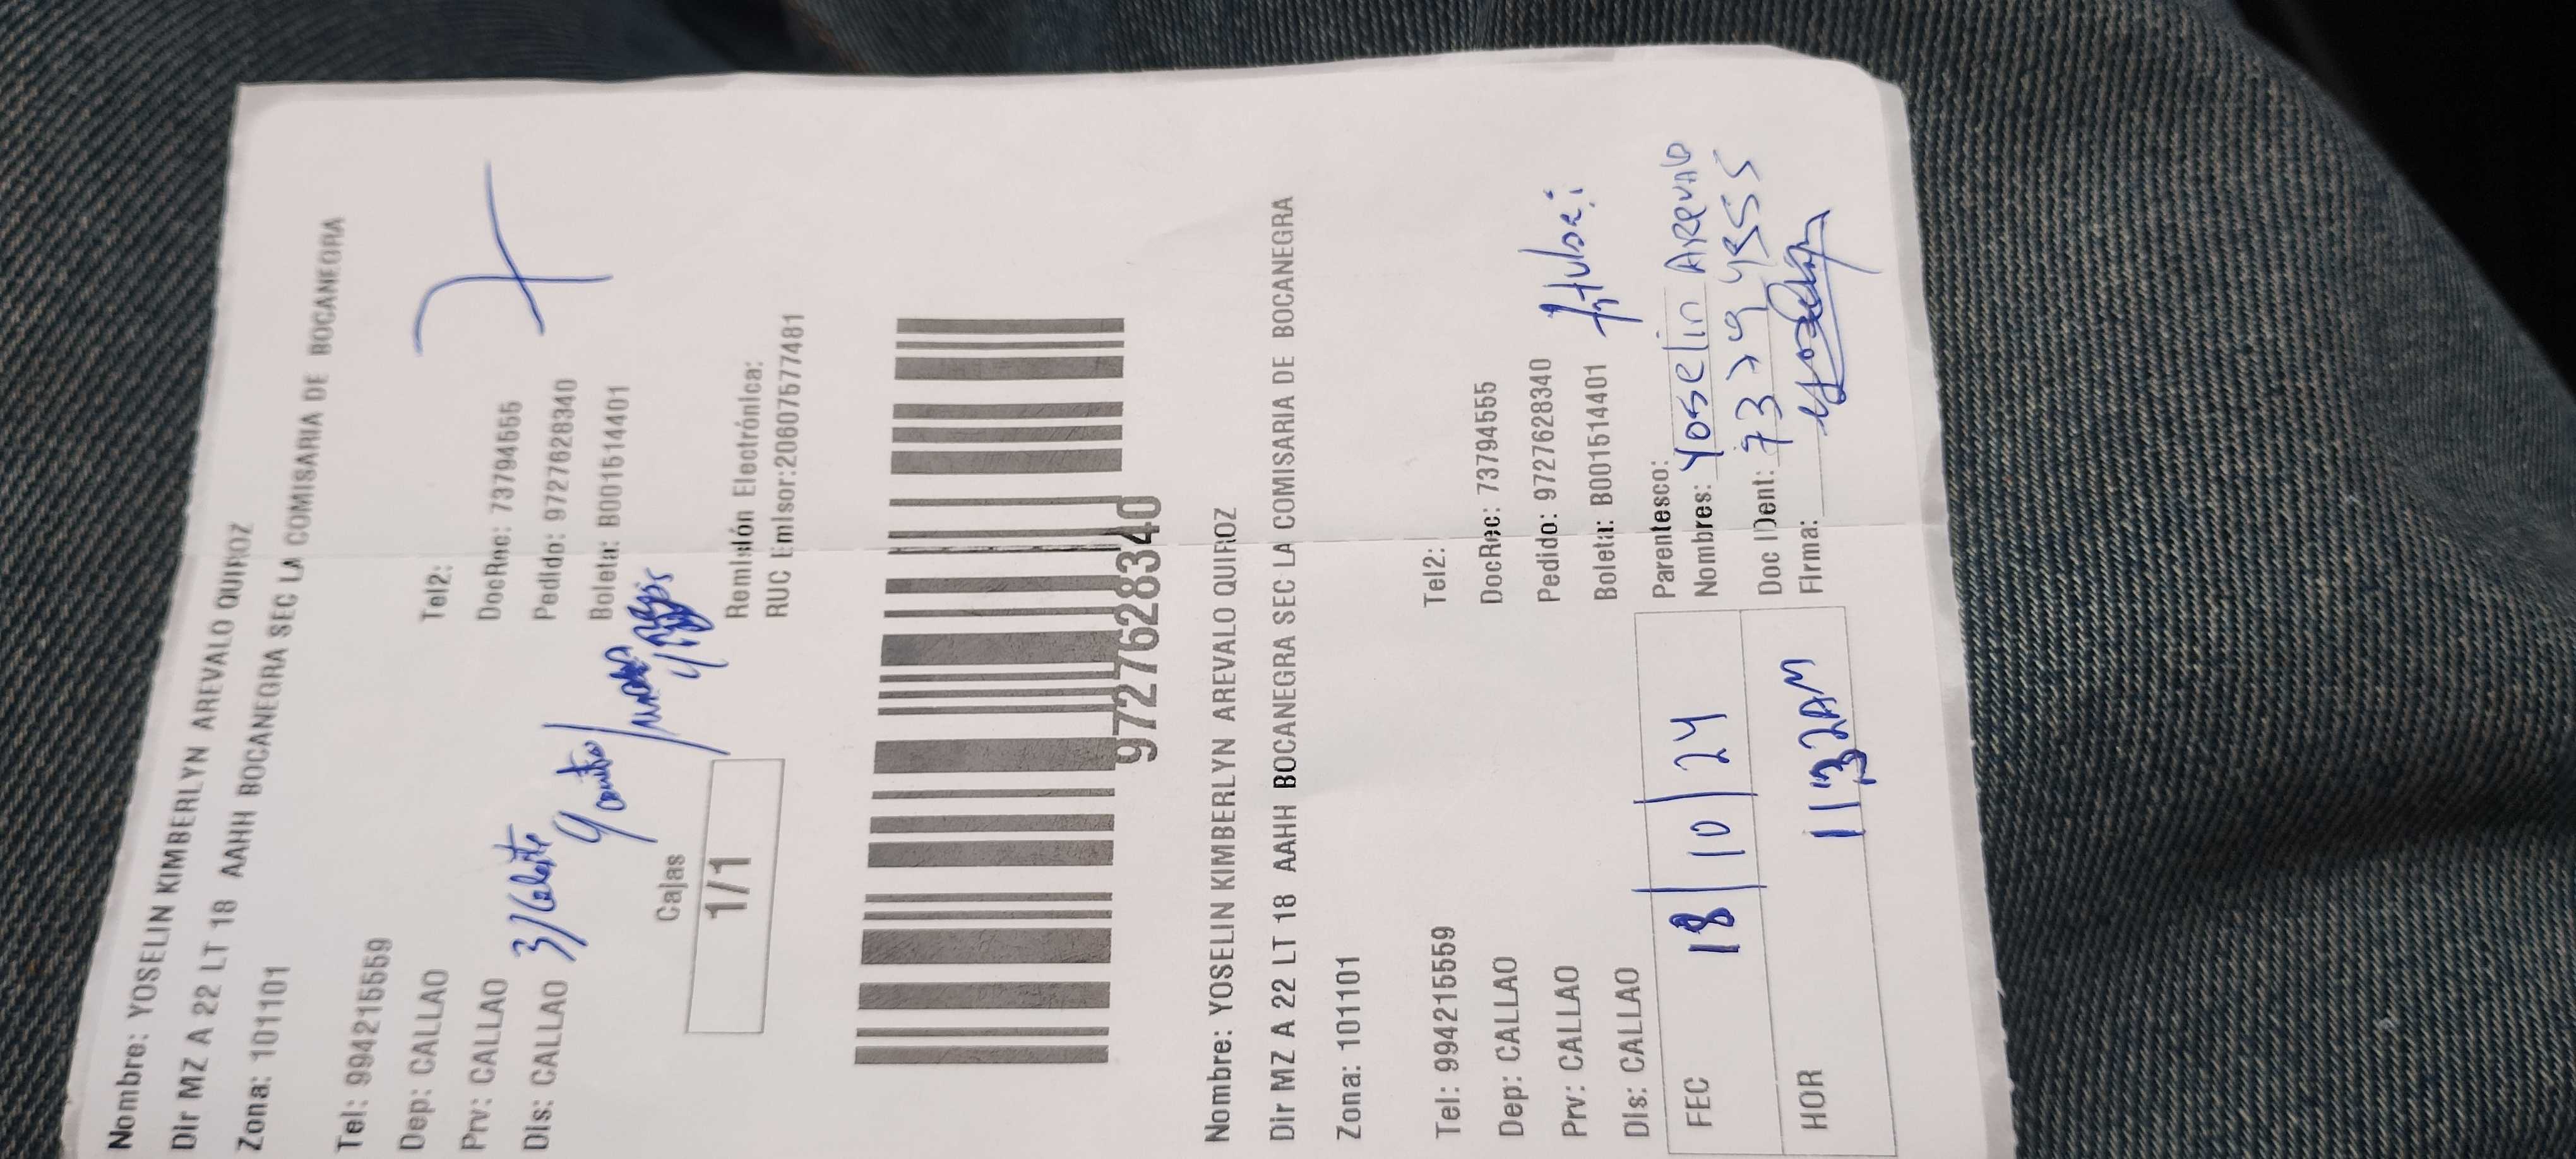 Nombre: YOSELIN KIMBERLYN AREVALO QUIROZ
Dir MZ A 22 LT 18 AAHH BOCANEGRA SEC LA COMISARIA DE BOCANEGRA
Zona: 101101
Tel: 994215559 Tel2:
Dep: CALLAO DocRec: 73794555
Prv: CALLAO Pedido: 9727628340
Dis: CALLAO Boleta: B001514401
3/Celeste
Cajas
1/1
Remisión Electrónica:
RUC Emisor:20607577481
9727628340
Nombre: YOSELIN KIMBERLYN AREVALO QUIROZ
Dir MZ A 22 LT 18 AAHH BOCANEGRA SEC LA COMISARIA DE BOCANEGRA
Zona: 101101
Tel: 994215559 Tel2:
Dep: CALLAO DocRec: 73794555
Prv: CALLAO Pedido: 9727628340
Dis: CALLAO Boleta: B001514401
Parentesco:
FEC 18/10/24 Nombres: Yoselin Arevalo
Doc IDent: 73794555
HOR 11:32AM Firma: